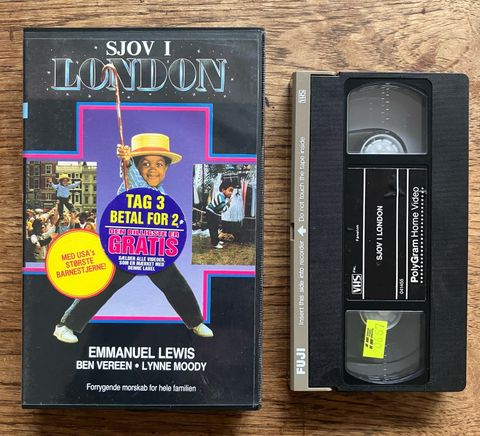 SJOV I
LONDON
TAG 3
BETAL FOR 2.
DEN BILLIGSTE ER
GRATIS
GÆLDER ALLE VIDEOER,
SOM ER MÆRKET MED
DENNE LABEL
MED USA's
STØRSTE
BARNESTJERNE!
EMMANUEL LEWIS
BEN VEREEN • LYNNE MOODY
Forrygende morskab for hele familien
VHS
Insert this side into recorder Do not touch the tape inside
FUJI
VHS PAL
SJOV I LONDON
PolyGram Home Video